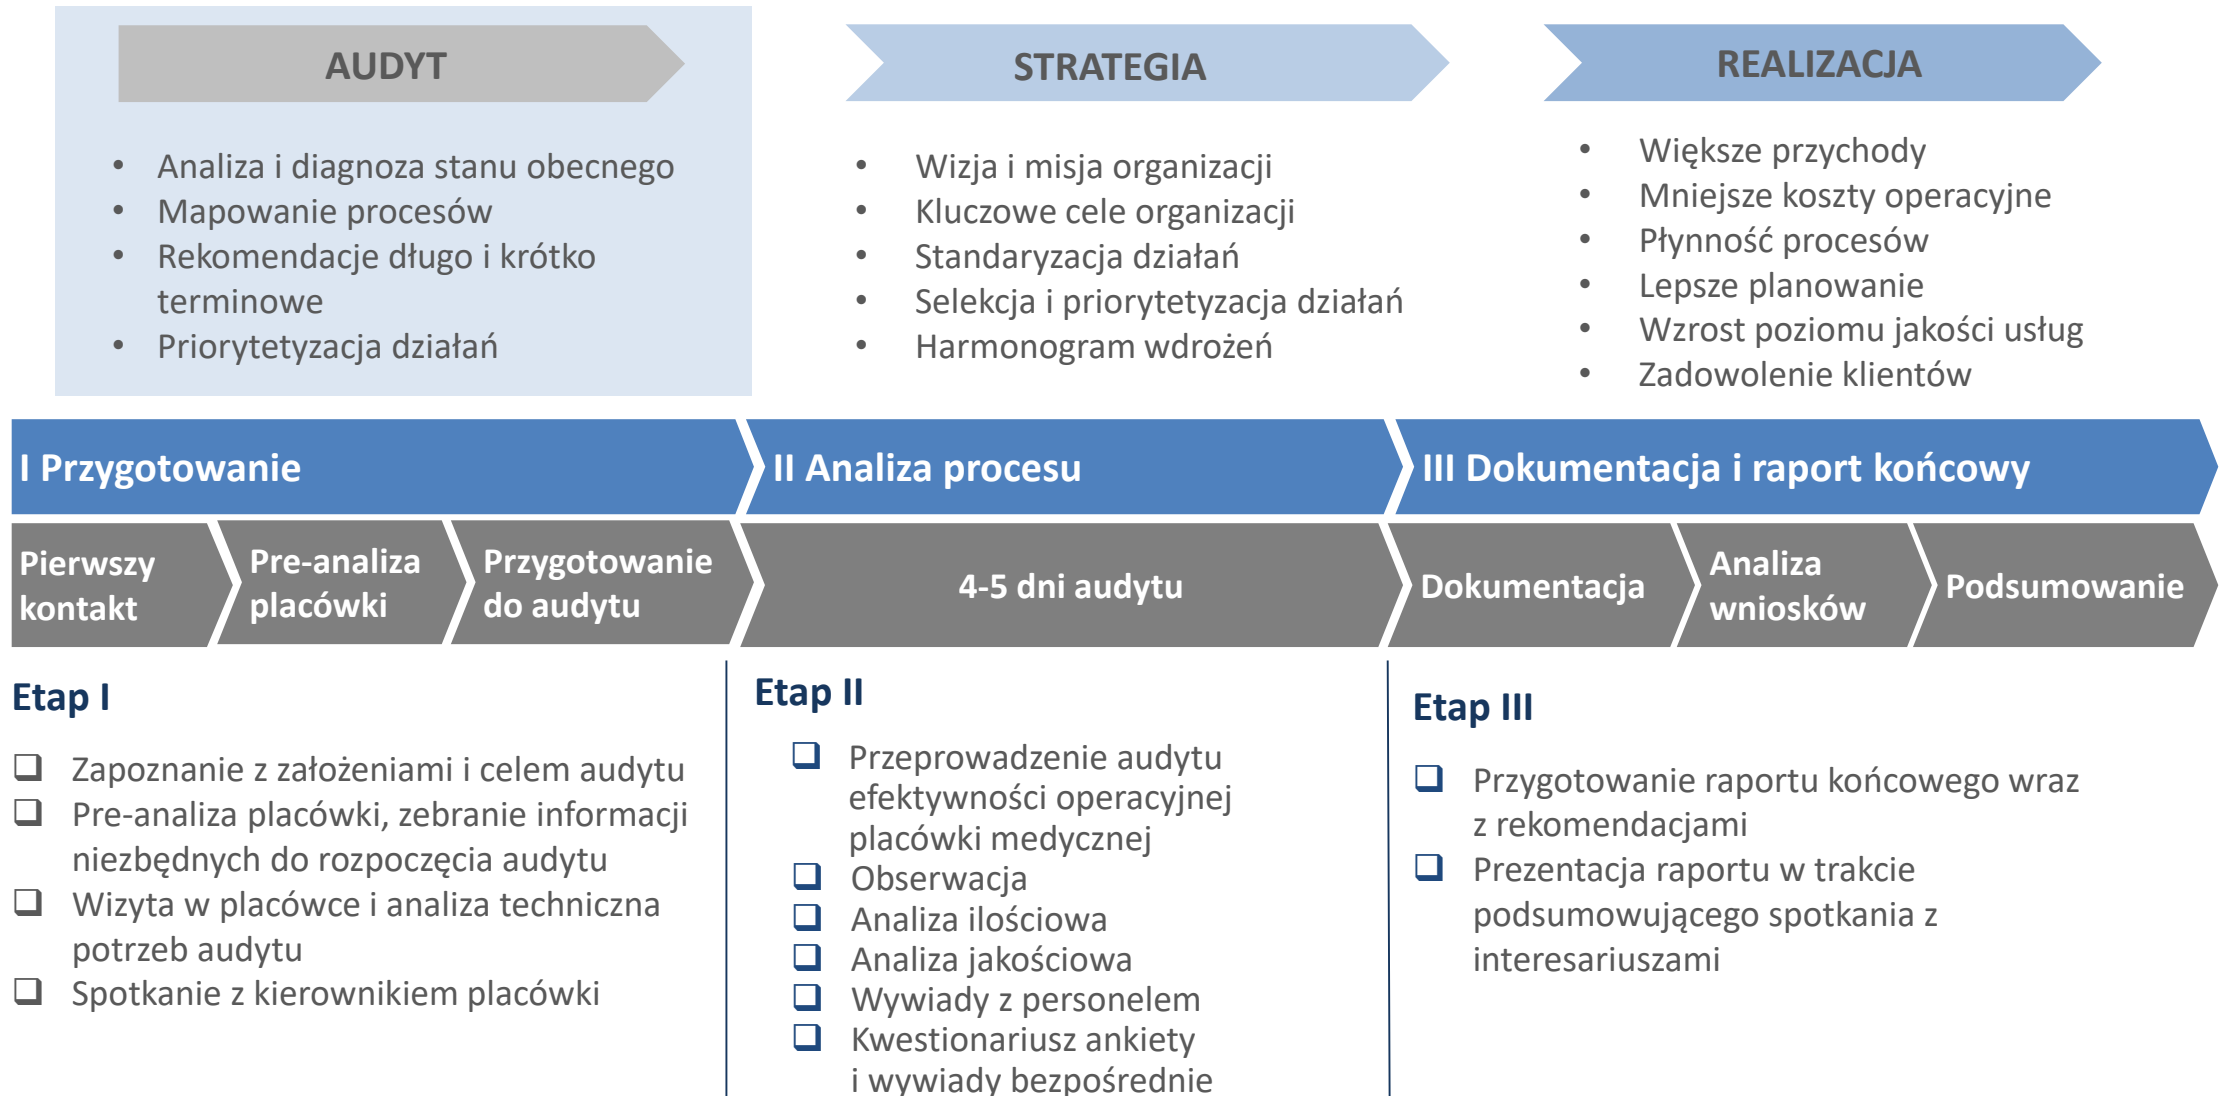 AUDYT
• Analiza i diagnoza stanu obecnego
• Mapowanie procesów
• Rekomendacje długo i krótko
terminowe
• Priorytetyzacja działań
STRATEGIA
• Wizja i misja organizacji
• Kluczowe cele organizacji
• Standaryzacja działań
• Selekcja i priorytetyzacja działań
• Harmonogram wdrożeń
REALIZACJA
• Większe przychody
• Mniejsze koszty operacyjne
• Płynność procesów
• Lepsze planowanie
• Wzrost poziomu jakości usług
• Zadowolenie klientów
I Przygotowanie
II Analiza procesu
III Dokumentacja i raport końcowy
Pierwszy
kontakt
Pre-analiza
placówki
Przygotowanie
do audytu
4-5 dni audytu
Dokumentacja
Analiza
wniosków
Podsumowanie
Etap I
❑ Zapoznanie z założeniami i celem audytu
❑ Pre-analiza placówki, zebranie informacji
niezbędnych do rozpoczęcia audytu
❑ Wizyta w placówce i analiza techniczna
potrzeb audytu
❑ Spotkanie z kierownikiem placówki
Etap II
❑ Przeprowadzenie audytu
efektywności operacyjnej
placówki medycznej
❑ Obserwacja
❑ Analiza ilościowa
❑ Analiza jakościowa
❑ Wywiady z personelem
❑ Kwestionariusz ankiety
i wywiady bezpośrednie
Etap III
❑ Przygotowanie raportu końcowego wraz
z rekomendacjami
❑ Prezentacja raportu w trakcie
podsumowującego spotkania z
interesariuszami